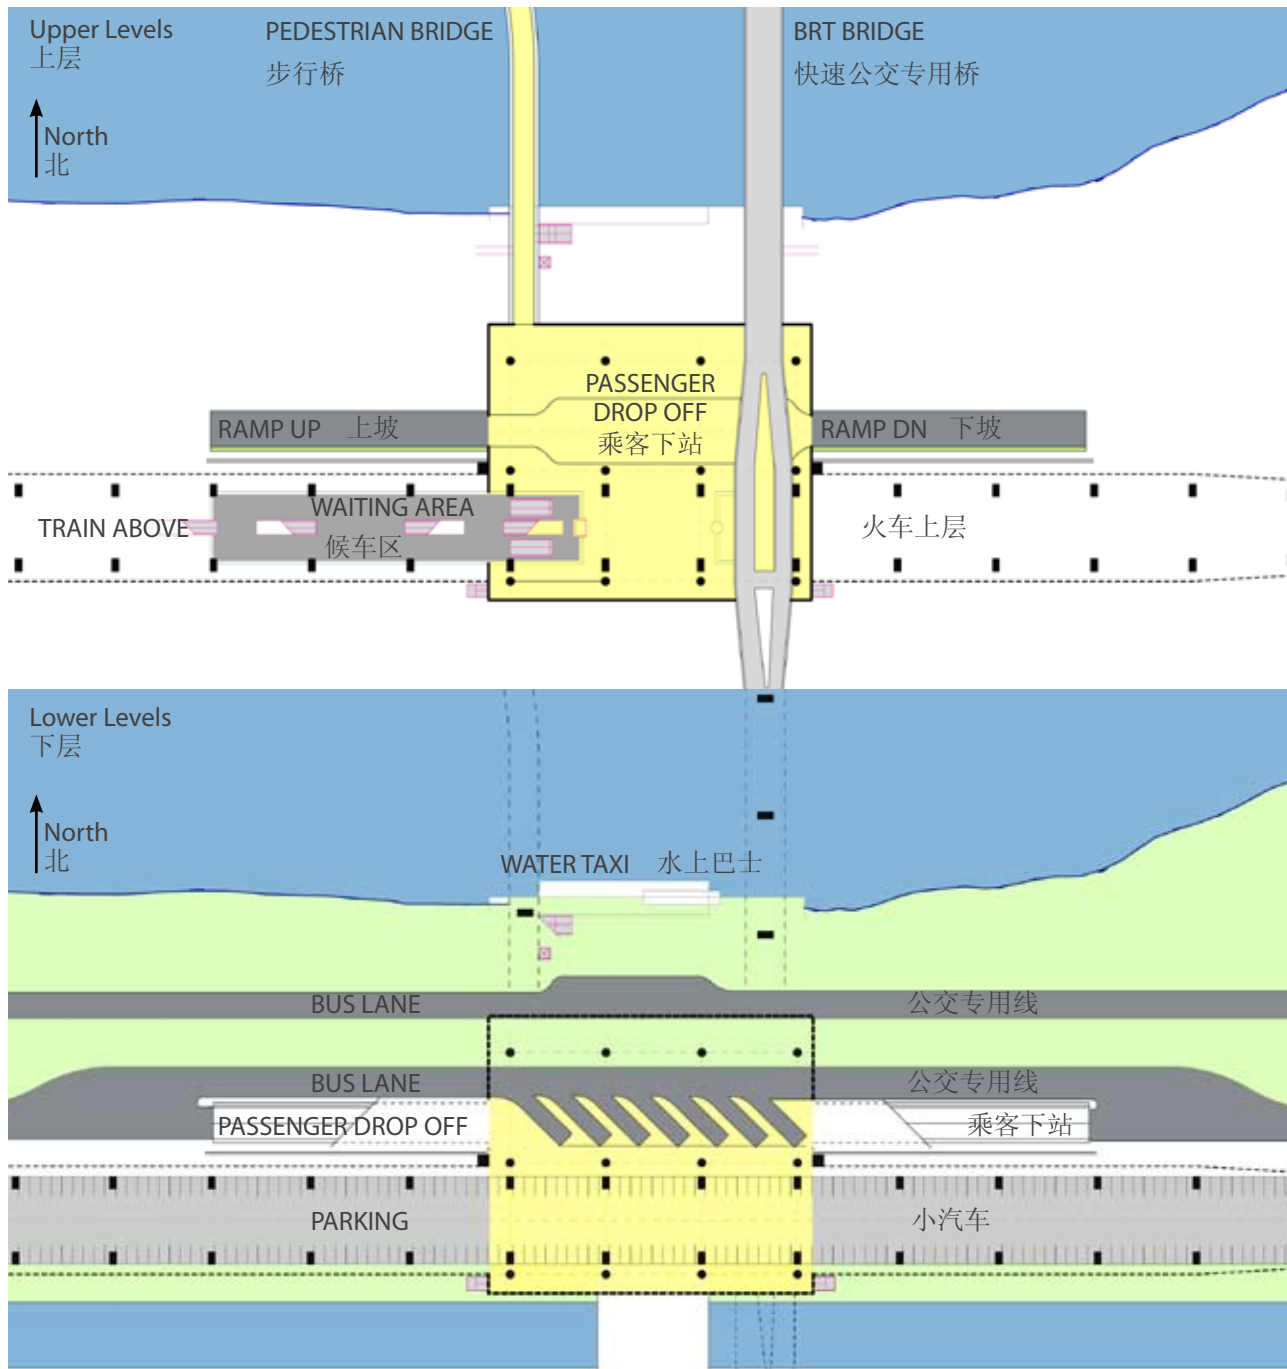 Upper Levels
上层
PEDESTRIAN BRIDGE
步行桥
BRT BRIDGE
快速公交专用桥
North
北
PASSENGER
DROP OFF
乘客下站
RAMP UP 上坡
RAMP DN 下坡
WAITING AREA
候车区
TRAIN ABOVE
火车上层
Lower Levels
下层
North
北
WATER TAXI 水上巴士
BUS LANE 公交专用线
BUS LANE 公交专用线
PASSENGER DROP OFF 乘客下站
PARKING 小汽车